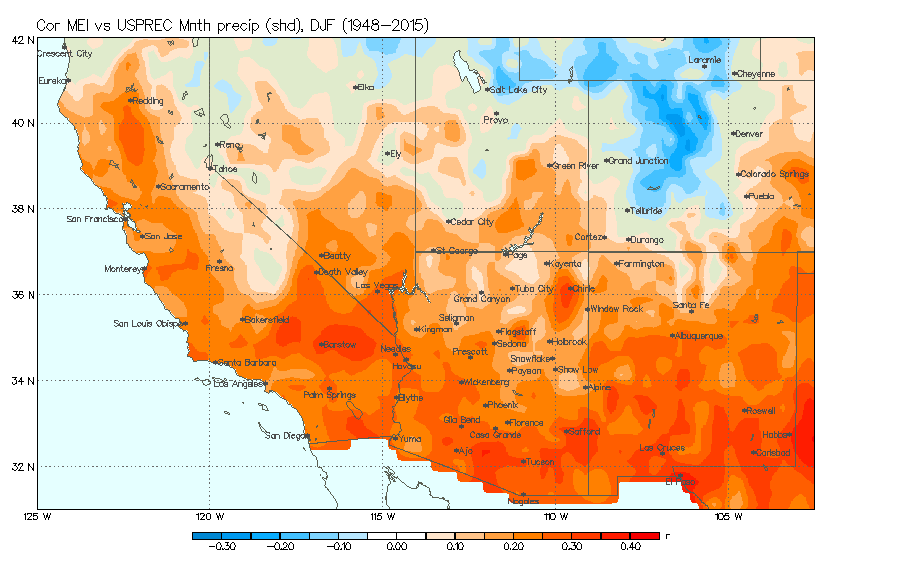 Cor MEI vs USPREC Mnth precip (shd), DJF (1948–2015)
42 N
Crescent City
Laramie
Cheyenne
Eureka
Elko
Salt Lake City
Redding
Provo
40 N
Denver
Reno
Ely
Grand Junction
Green River
Tahoe
Colorado Springs
Sacramento
Pueblo
38 N
Telluride
San Francisco
Cedar City
San Jose
Cortez
Durango
St George
Page
Beatty
Monterey
Fresno
Kayenta
Farmington
Death Valley
Las Vegas
Tuba City
Chinle
36 N
Grand Canyon
Santa Fe
Window Rock
San Louis Obispo
Bakersfield
Seligman
Kingman
Flagstaff
Albuquerque
Barstow
Sedona
Holbrook
Needles
Prescott
Snowflake
Santa Barbara
Havasu
Payson
Show Low
34 N
Los Angeles
Wickenberg
Alpine
Palm Springs
Blythe
Phoenix
Roswell
Gila Bend
Florence
San Diego
Casa Grande
Safford
Hobbs
Yuma
Ajo
Las Cruces
Carlsbad
32 N
Tucson
El Paso
Nogales
125 W
120 W
115 W
110 W
105 W
r
−0.30
−0.20
−0.10
0.00
0.10
0.20
0.30
0.40